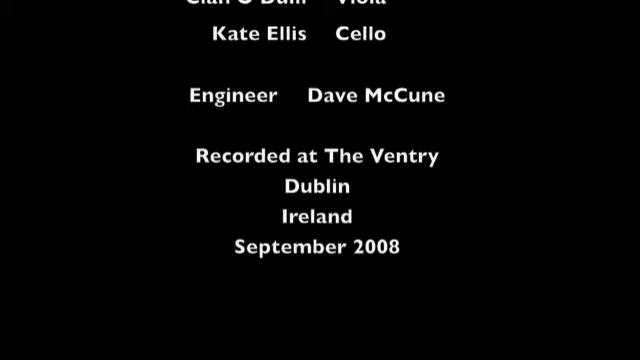 Kate Ellis Cello
Engineer Dave McCune
Recorded at The Ventry
Dublin
Ireland
September 2008